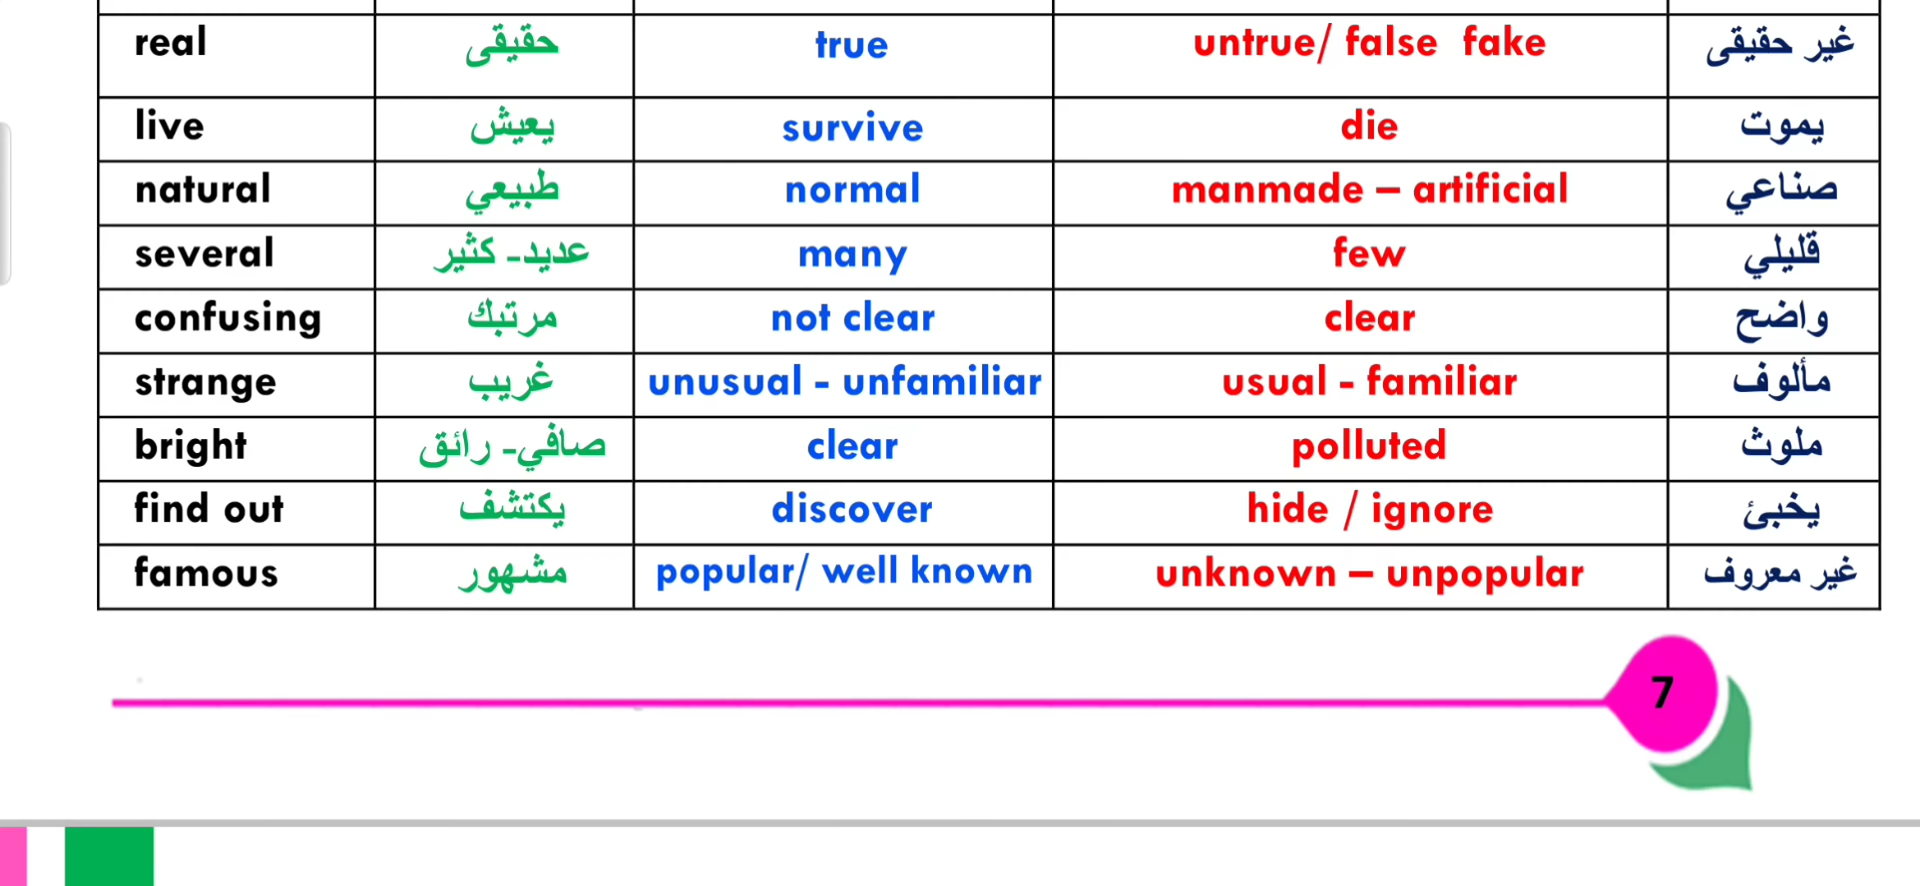 real حقيقى true untrue/ false fake غير حقيقى
live يعيش survive die يموت
natural طبيعي normal manmade – artificial صناعي
several عديد- كثير many few قليلي
confusing مرتبك not clear clear واضح
strange غريب unusual - unfamiliar usual - familiar مألوف
bright صافي- رائق clear polluted ملوث
find out يكتشف discover hide / ignore يخبئ
famous مشهور popular/ well known unknown – unpopular غير معروف
7